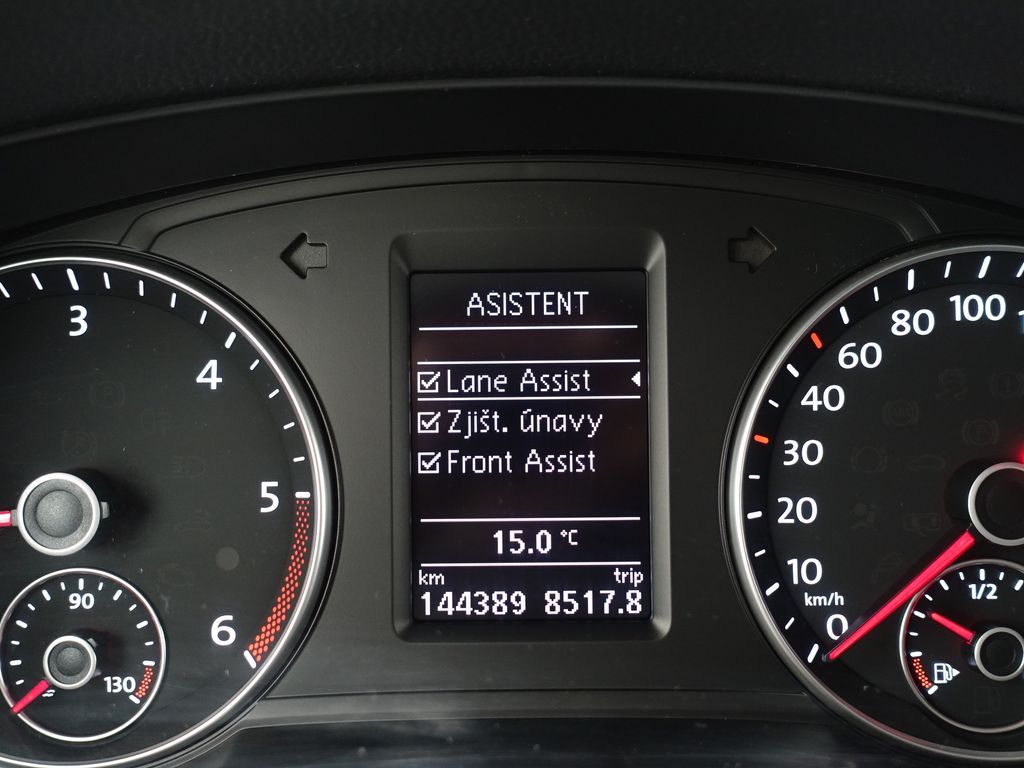 ASISTENT
Lane Assist
Zjišt. únavy
Front Assist
15.0 °C
km trip
144389 8517.8
3
4
5
6
90
130
100
80
60
40
30
20
10
km/h
0
1/2